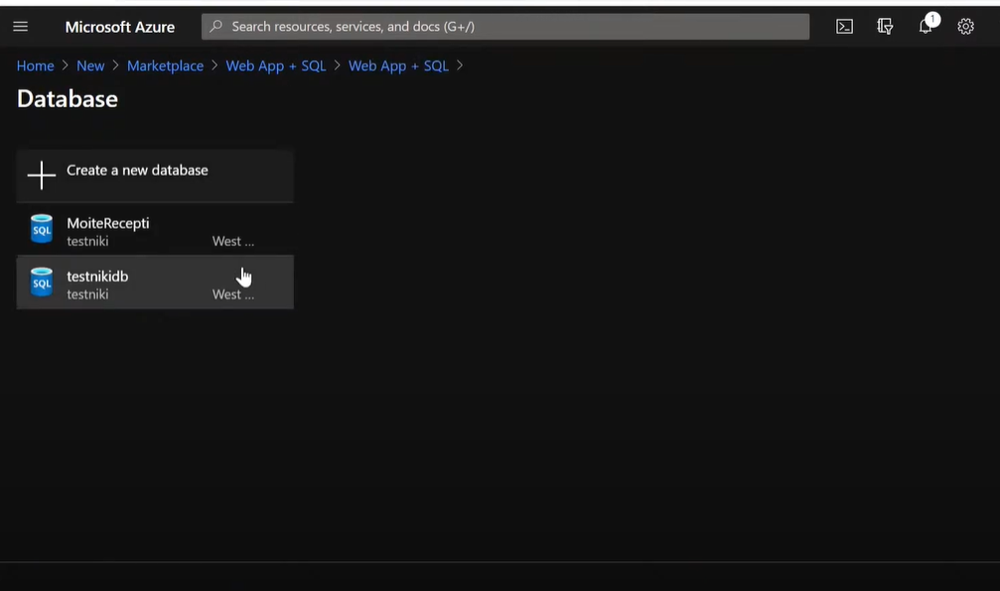 Microsoft Azure
Search resources, services, and docs (G+/)
1
Home > New > Marketplace > Web App + SQL > Web App + SQL >
Database
Create a new database
SQL
MoiteRecepti
testniki West ...
SQL
testnikidb
testniki West ...